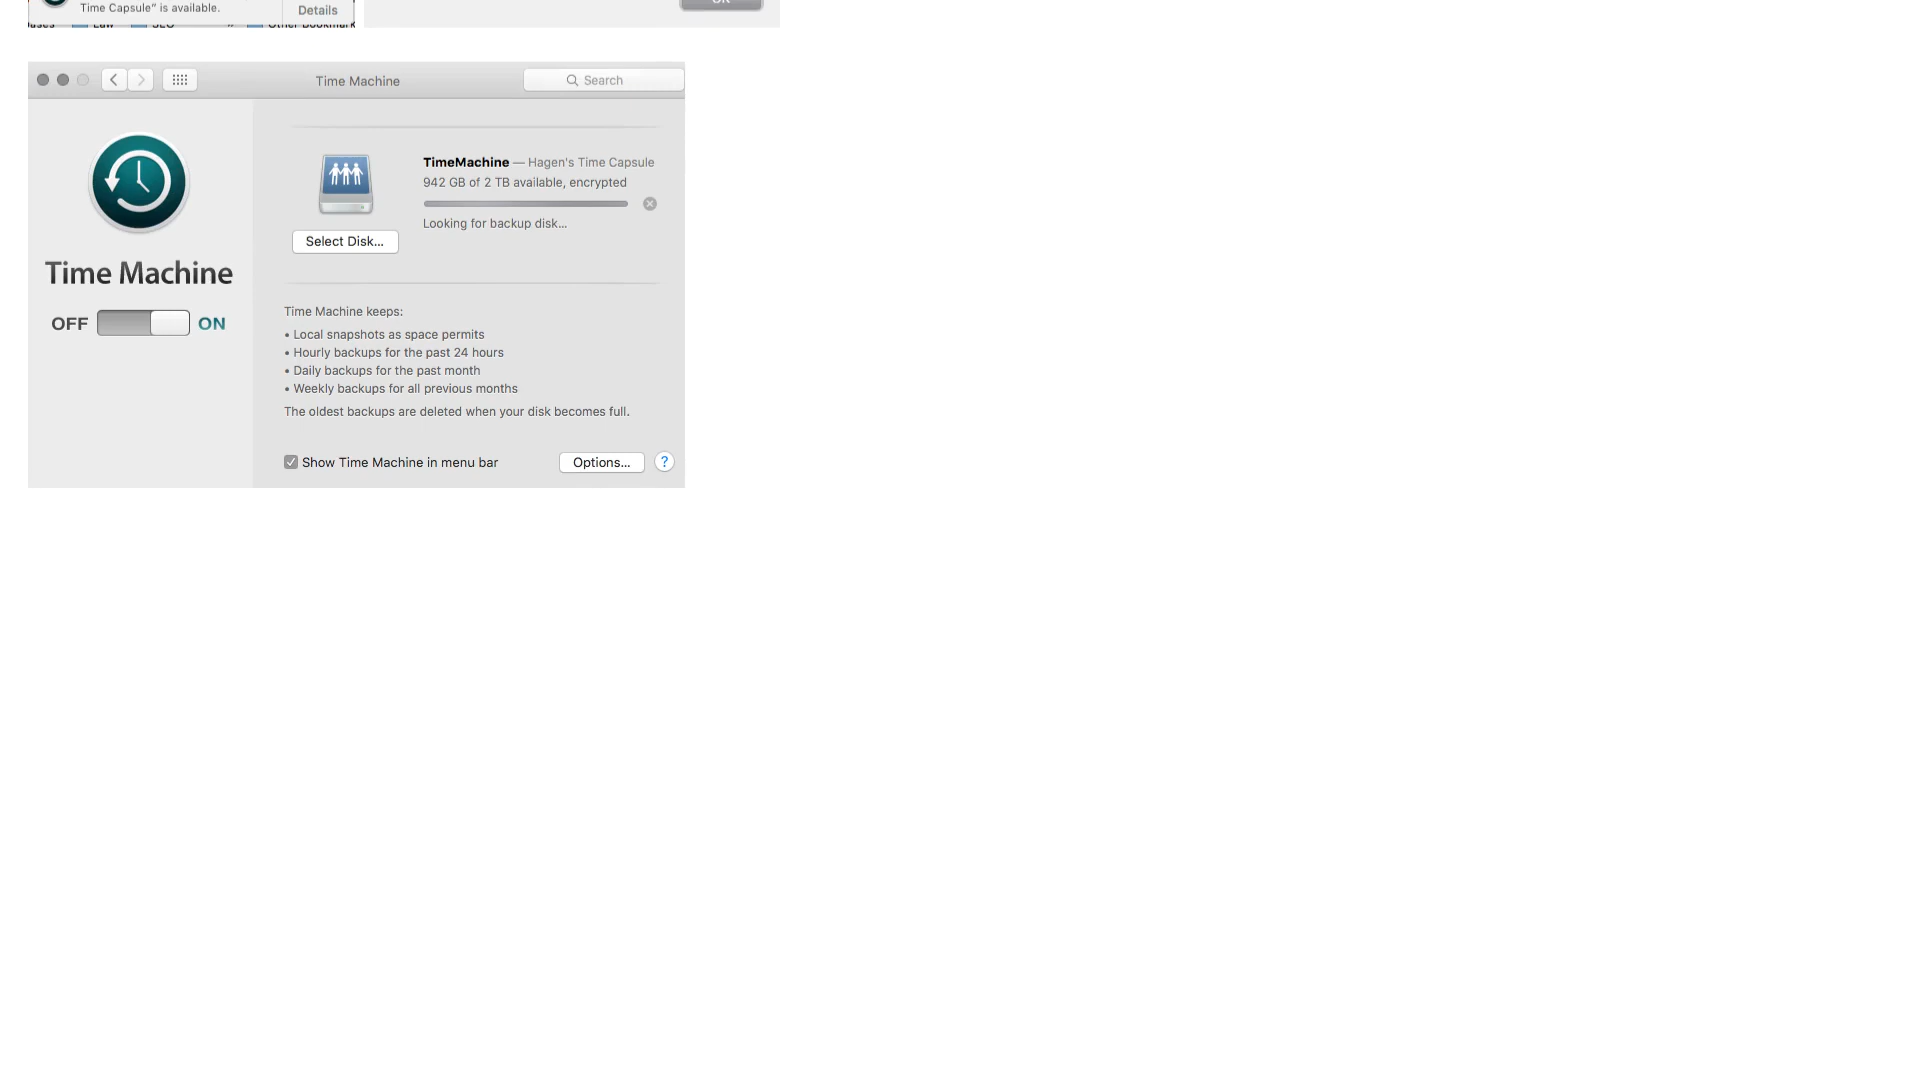 Time Capsule" is available.
Details
Law
Other Bookmark
Time Machine
Search
TimeMachine — Hagen's Time Capsule
942 GB of 2 TB available, encrypted
Looking for backup disk...
Select Disk...
Time Machine
OFF ON
Time Machine keeps:
• Local snapshots as space permits
• Hourly backups for the past 24 hours
• Daily backups for the past month
• Weekly backups for all previous months
The oldest backups are deleted when your disk becomes full.
Show Time Machine in menu bar
Options...
?